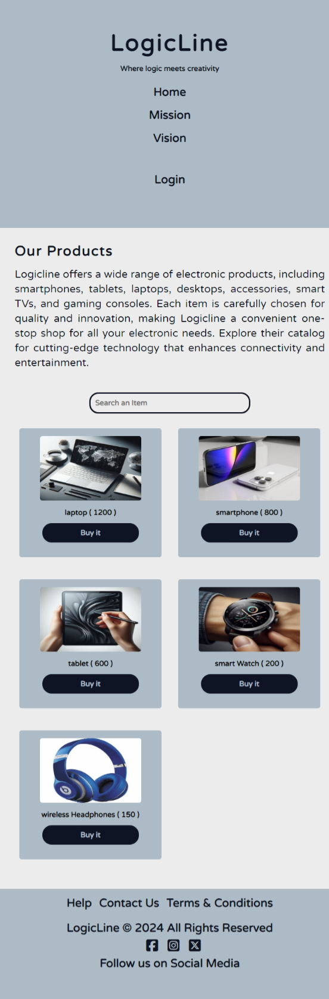 LogicLine
Where logic meets creativity
Home
Mission
Vision
Login
Our Products
Logicline offers a wide range of electronic products, including
smartphones, tablets, laptops, desktops, accessories, smart
TVs, and gaming consoles. Each item is carefully chosen for
quality and innovation, making Logicline a convenient one-
stop shop for all your electronic needs. Explore their catalog
for cutting-edge technology that enhances connectivity and
entertainment.
Search an Item
laptop ( 1200 )
Buy it
smartphone ( 800 )
Buy it
tablet ( 600 )
Buy it
smart Watch ( 200 )
Buy it
wireless Headphones ( 150 )
Buy it
Help Contact Us Terms & Conditions
LogicLine © 2024 All Rights Reserved
Follow us on Social Media